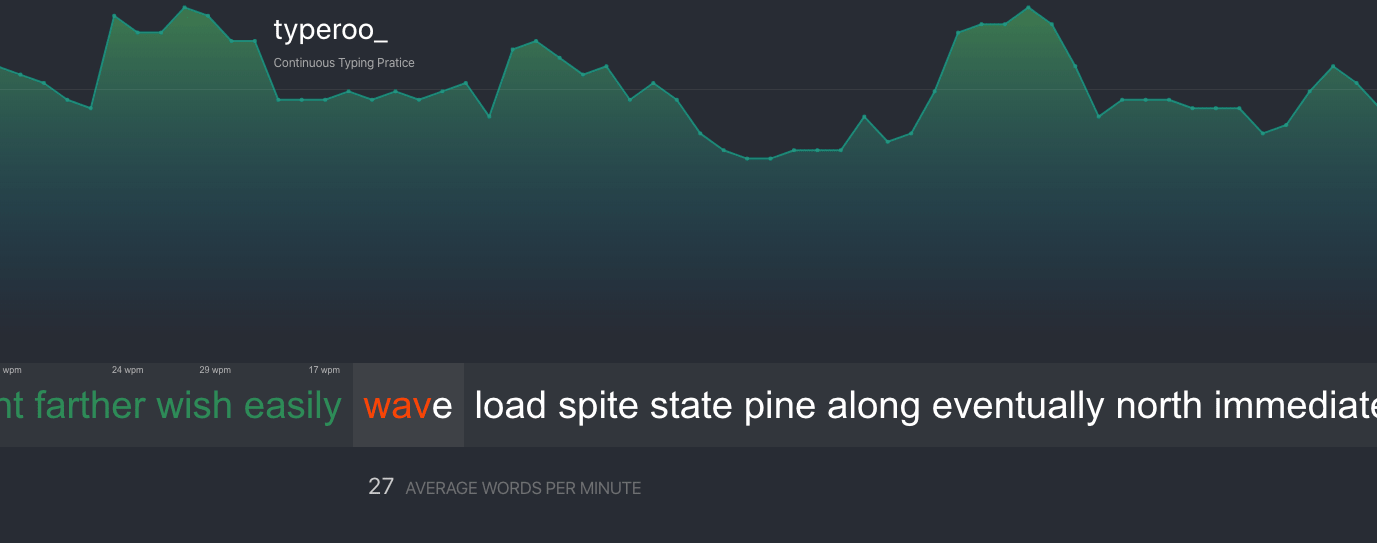 typeroo_
Continuous Typing Pratice
wpm 24 wpm 29 wpm 17 wpm
farther wish easily wave load spite state pine along eventually north immediate
27 AVERAGE WORDS PER MINUTE